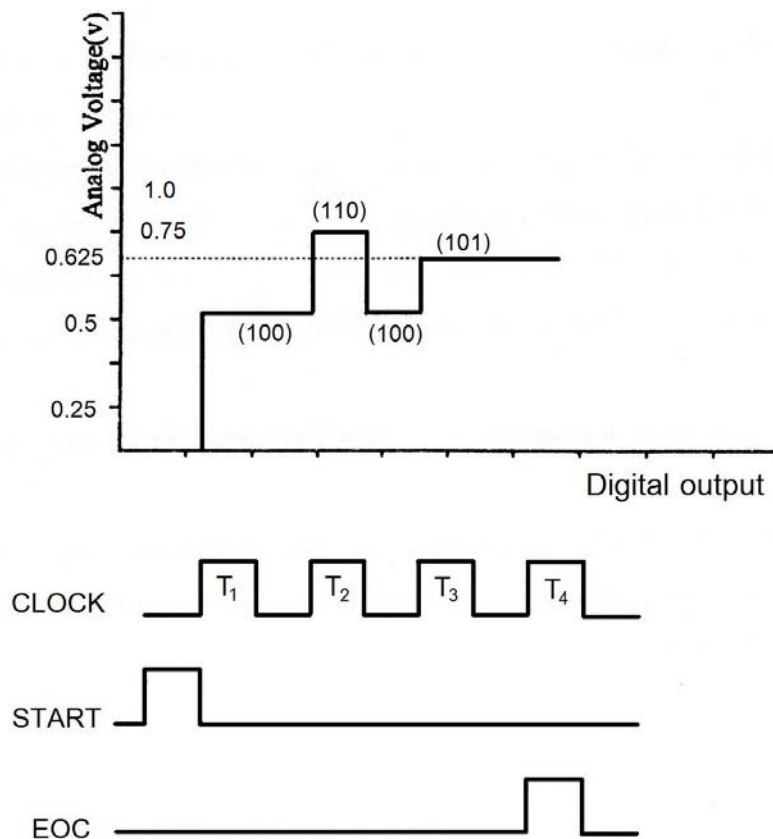 Analog Voltage(v)
1.0
(110)
0.75
(101)
0.625
0.5
(100)
(100)
0.25
Digital output
CLOCK
T₁
T₂
T₃
T₄
START
EOC